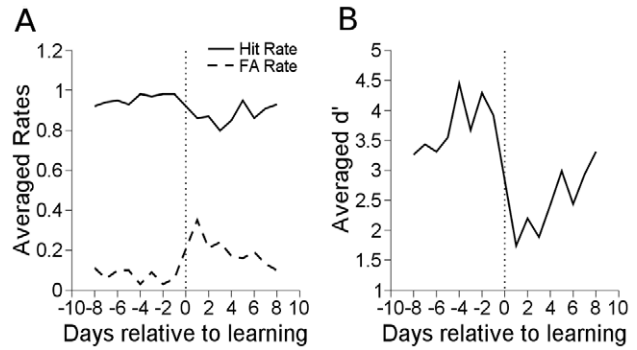 A
Averaged Rates
1.2
1
0.8
0.6
0.4
0.2
0
Hit Rate
FA Rate
-10 -8 -6 -4 -2 0 2 4 6 8 10
Days relative to learning
B
Averaged d'
5
4.5
4
3.5
3
2.5
2
1.5
1
-10 -8 -6 -4 -2 0 2 4 6 8 10
Days relative to learning